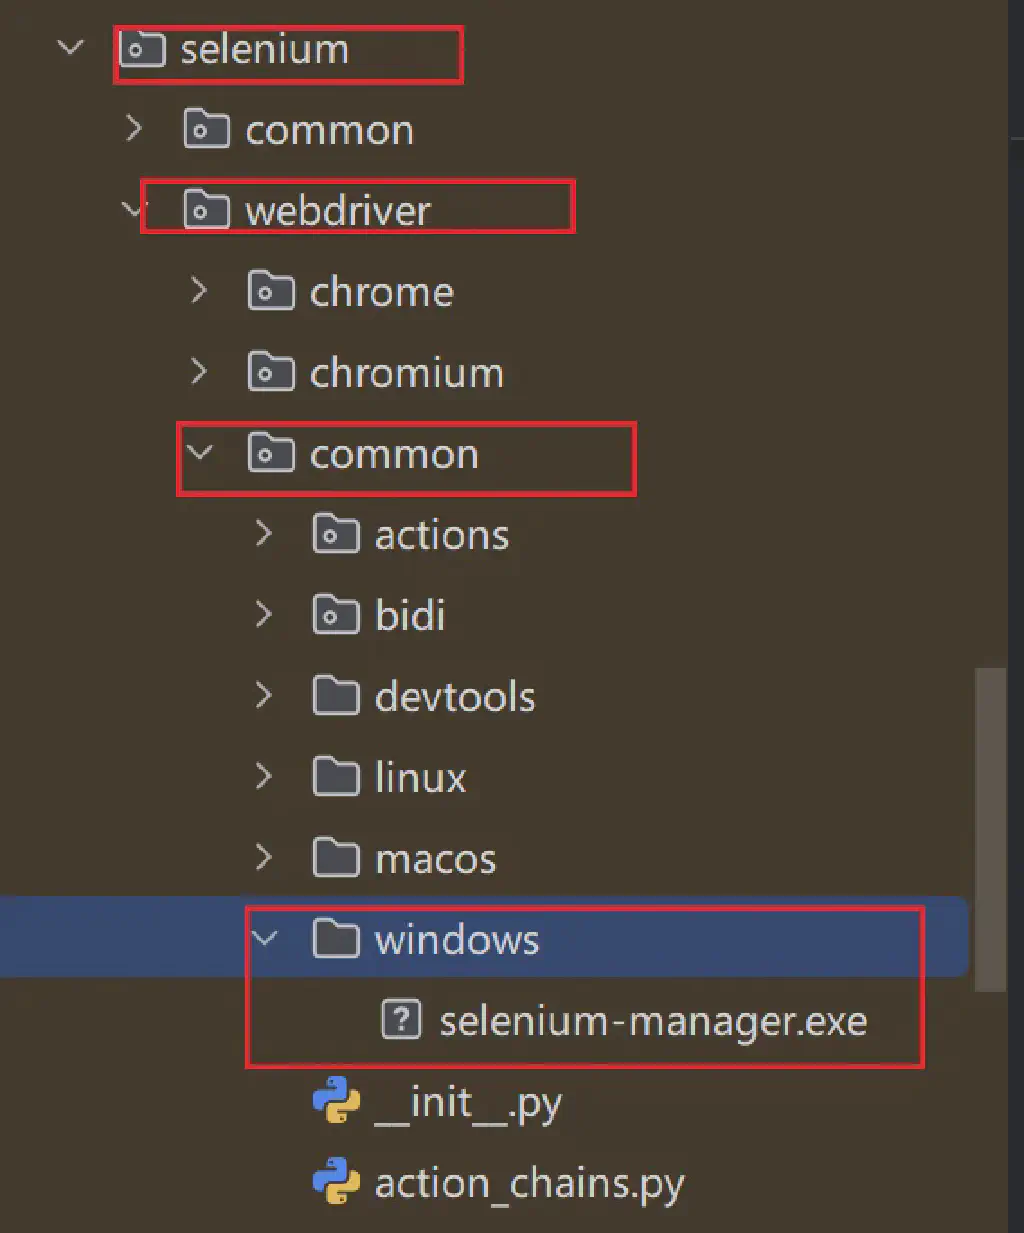 selenium
common
webdriver
chrome
chromium
common
actions
bidi
devtools
linux
macos
windows
selenium-manager.exe
__init__.py
action_chains.py